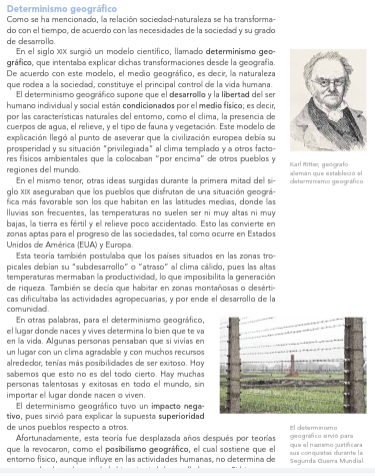 Determinismo geográfico
Como se ha mencionado, la relación sociedad-naturaleza se ha transforma-
do con el tiempo, de acuerdo con las necesidades de la sociedad y su grado
de desarrollo.
En el siglo XIX surgió un modelo científico, llamado determinismo geo-
gráfico, que intentaba explicar dichas transformaciones desde la geografía.
De acuerdo con este modelo, el medio geográfico, es decir, la naturaleza
que rodea a la sociedad, constituye el principal control de la vida humana.
El determinismo geográfico supone que el desarrollo y la libertad del ser
humano individual y social están condicionados por el medio físico; es decir,
por las características naturales del entorno, como el clima, la presencia de
cuerpos de agua, el relieve, y el tipo de fauna y vegetación. Este modelo de
explicación llegó al punto de aseverar que la civilización europea debía su
prosperidad y su situación “privilegiada” al clima templado y a otros facto-
res físicos ambientales que la colocaban “por encima” de otros pueblos y
regiones del mundo.
En el mismo tenor, otras ideas surgidas durante la primera mitad del si-
glo XIX aseguraban que los pueblos que disfrutan de una situación geográ-
fica más favorable son los que habitan en las latitudes medias, donde las
lluvias son frecuentes, las temperaturas no suelen ser ni muy altas ni muy
bajas, la tierra es fértil y el relieve poco accidentado. Esto las convierte en
zonas aptas para el progreso de las sociedades, tal como ocurre en Estados
Unidos de América (EUA) y Europa.
Esta teoría también postulaba que los países situados en las zonas tro-
picales debían su “subdesarrollo” o “atraso” al clima cálido, pues las altas
temperaturas mermaban la productividad, lo que imposibilita la generación
de riqueza. También se decía que habitar en zonas montañosas o desérti-
cas dificultaba las actividades agropecuarias, y por ende el desarrollo de la
comunidad.
En otras palabras, para el determinismo geográfico,
el lugar donde naces y vives determina lo bien que te va
en la vida. Algunas personas pensaban que si vivías en
un lugar con un clima agradable y con muchos recursos
alrededor, tenías más posibilidades de ser exitoso. Hoy
sabemos que esto no es del todo cierto. Hay muchas
personas talentosas y exitosas en todo el mundo, sin
importar el lugar donde nacen o viven.
El determinismo geográfico tuvo un impacto nega-
tivo, pues sirvió para explicar la supuesta superioridad
de unos pueblos respecto a otros.
Afortunadamente, esta teoría fue desplazada años después por teorías
que la revocaron, como el posibilismo geográfico, el cual sostiene que el
entorno físico, aunque influye en las actividades humanas, no determina de
Karl Ritter, geógrafo
alemán que estableció el
determinismo geográfico.
El determinismo
geográfico sirvió para
que el nazismo justificara
sus conquistas durante la
Segunda Guerra Mundial.